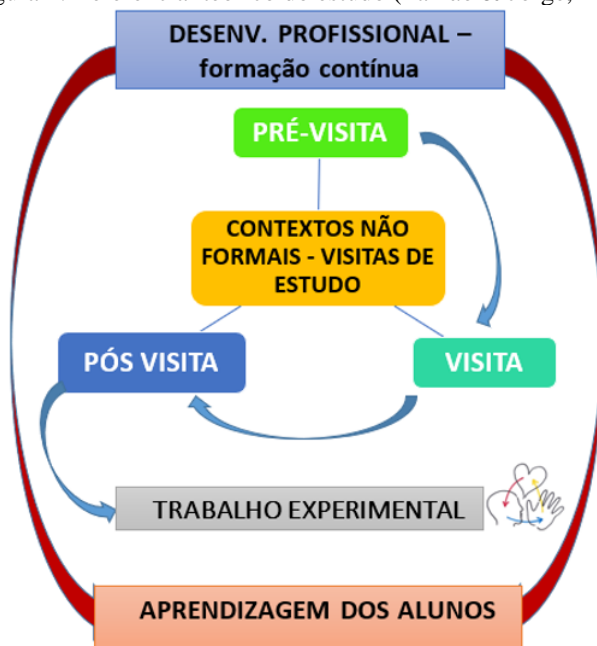 DESENV. PROFISSIONAL –
formação contínua
PRÉ-VISITA
CONTEXTOS NÃO
FORMAIS - VISITAS DE
ESTUDO
PÓS VISITA
VISITA
TRABALHO EXPERIMENTAL
APRENDIZAGEM DOS ALUNOS